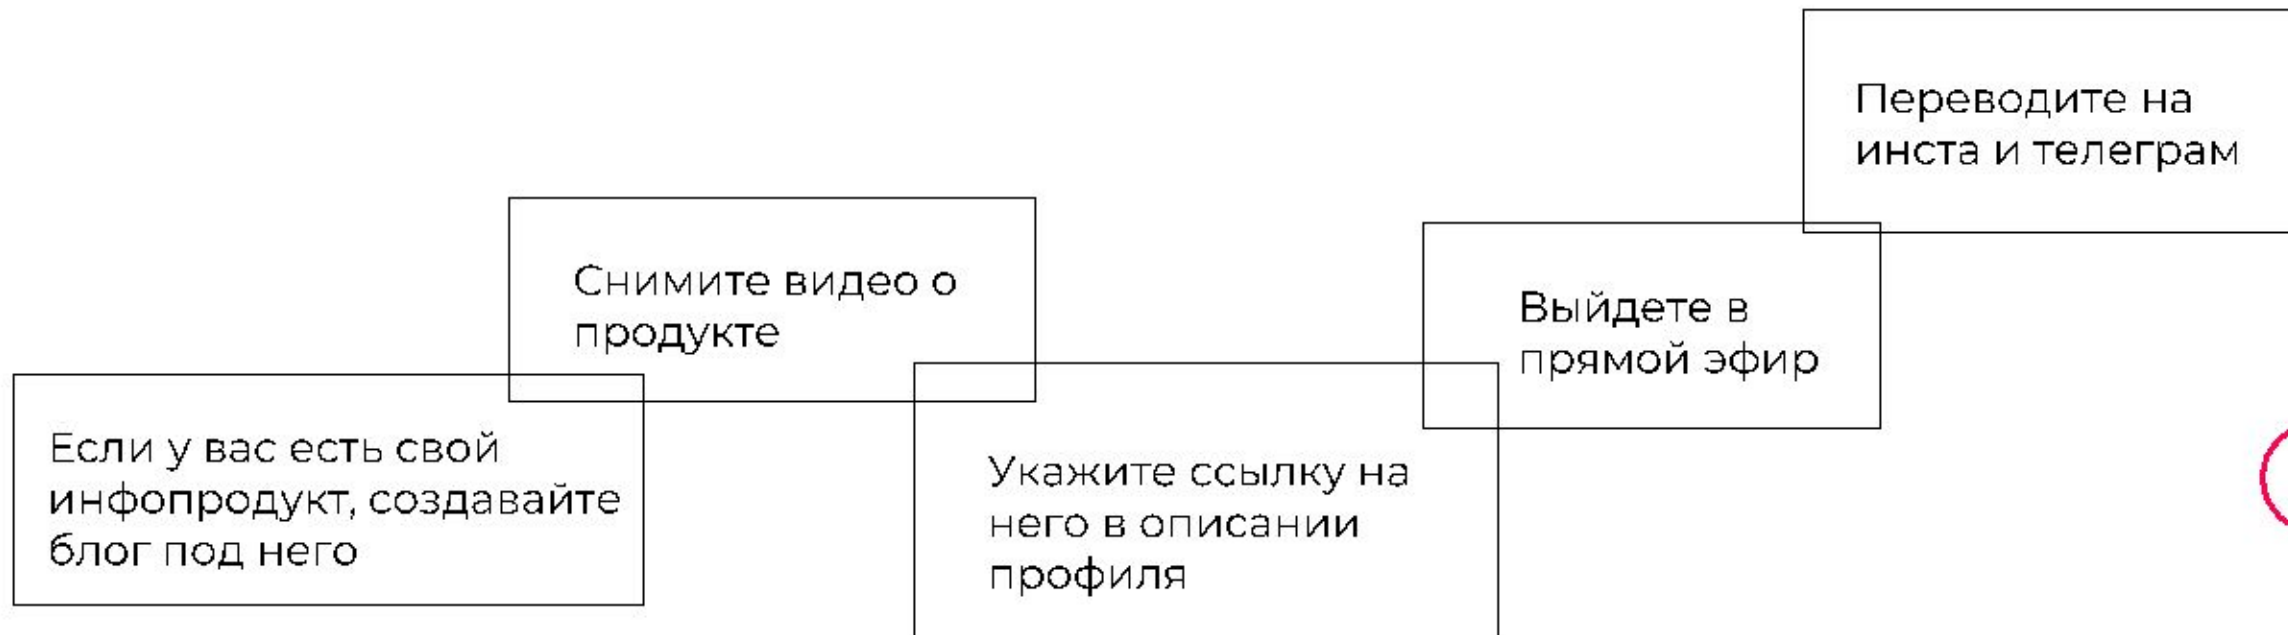 Если у вас есть свой
инфопродукт, создавайте
блог под него
Снимите видео о
продукте
Укажите ссылку на
него в описании
профиля
Выйдете в
прямой эфир
Переводите на
инста и телеграм